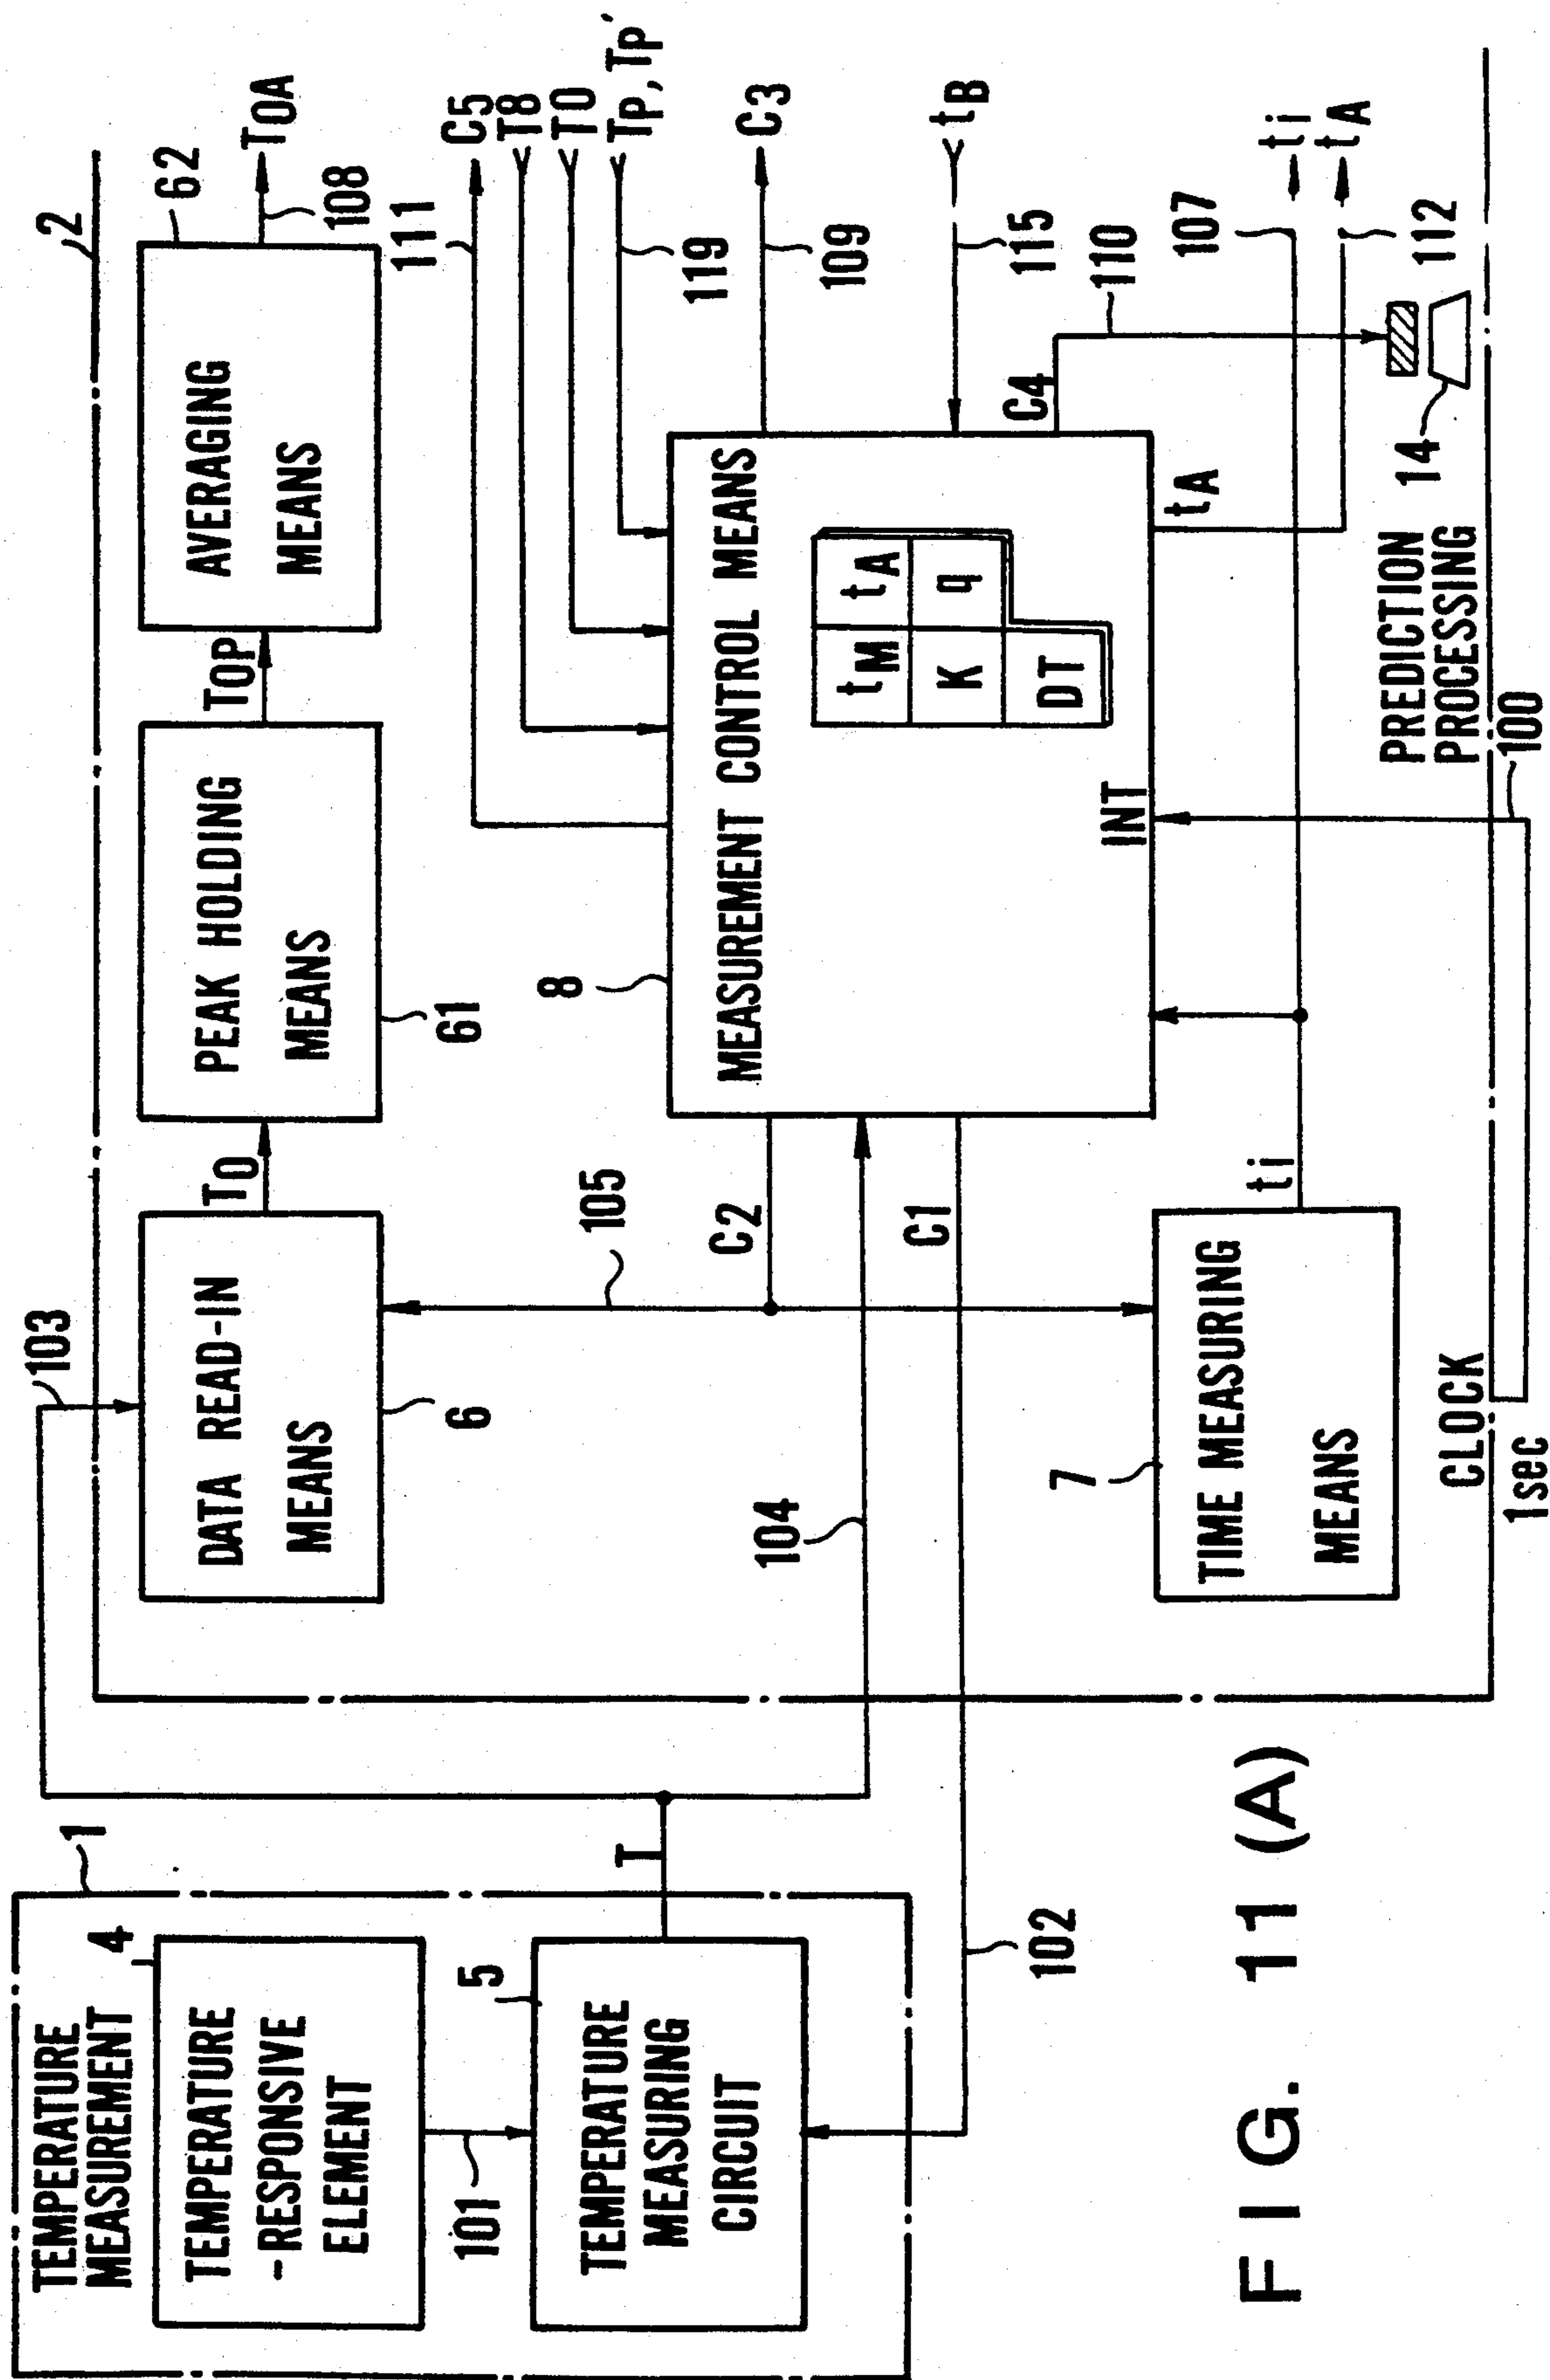 TEMPERATURE
MEASUREMENT
1
4
TEMPERATURE
-RESPONSIVE
ELEMENT
101
5
TEMPERATURE
MEASURING
CIRCUIT
T
102
103
104
2
DATA READ-IN
MEANS
6
TO
PEAK HOLDING
MEANS
61
TOP
AVERAGING
MEANS
62
108
TOA
105
C2
C1
8
MEASUREMENT CONTROL MEANS
tM
tA
K
q
DT
INT
tA
111
C5
T8
TO
TP, TP'
119
109
C3
115
tB
C4
110
107
ti
tA
112
14
7
TIME MEASURING
MEANS
ti
CLOCK
1sec
100
PREDICTION
PROCESSING
FIG. 11 (A)